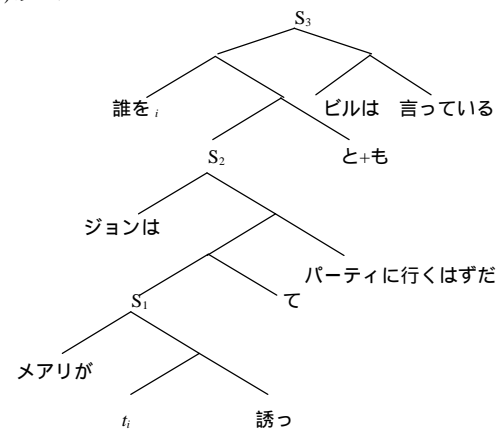 S3
誰を i ビルは 言っている
S2 と+も
ジョンは
パーティに行くはずだ
S1 て
メアリが
ti 誘っ